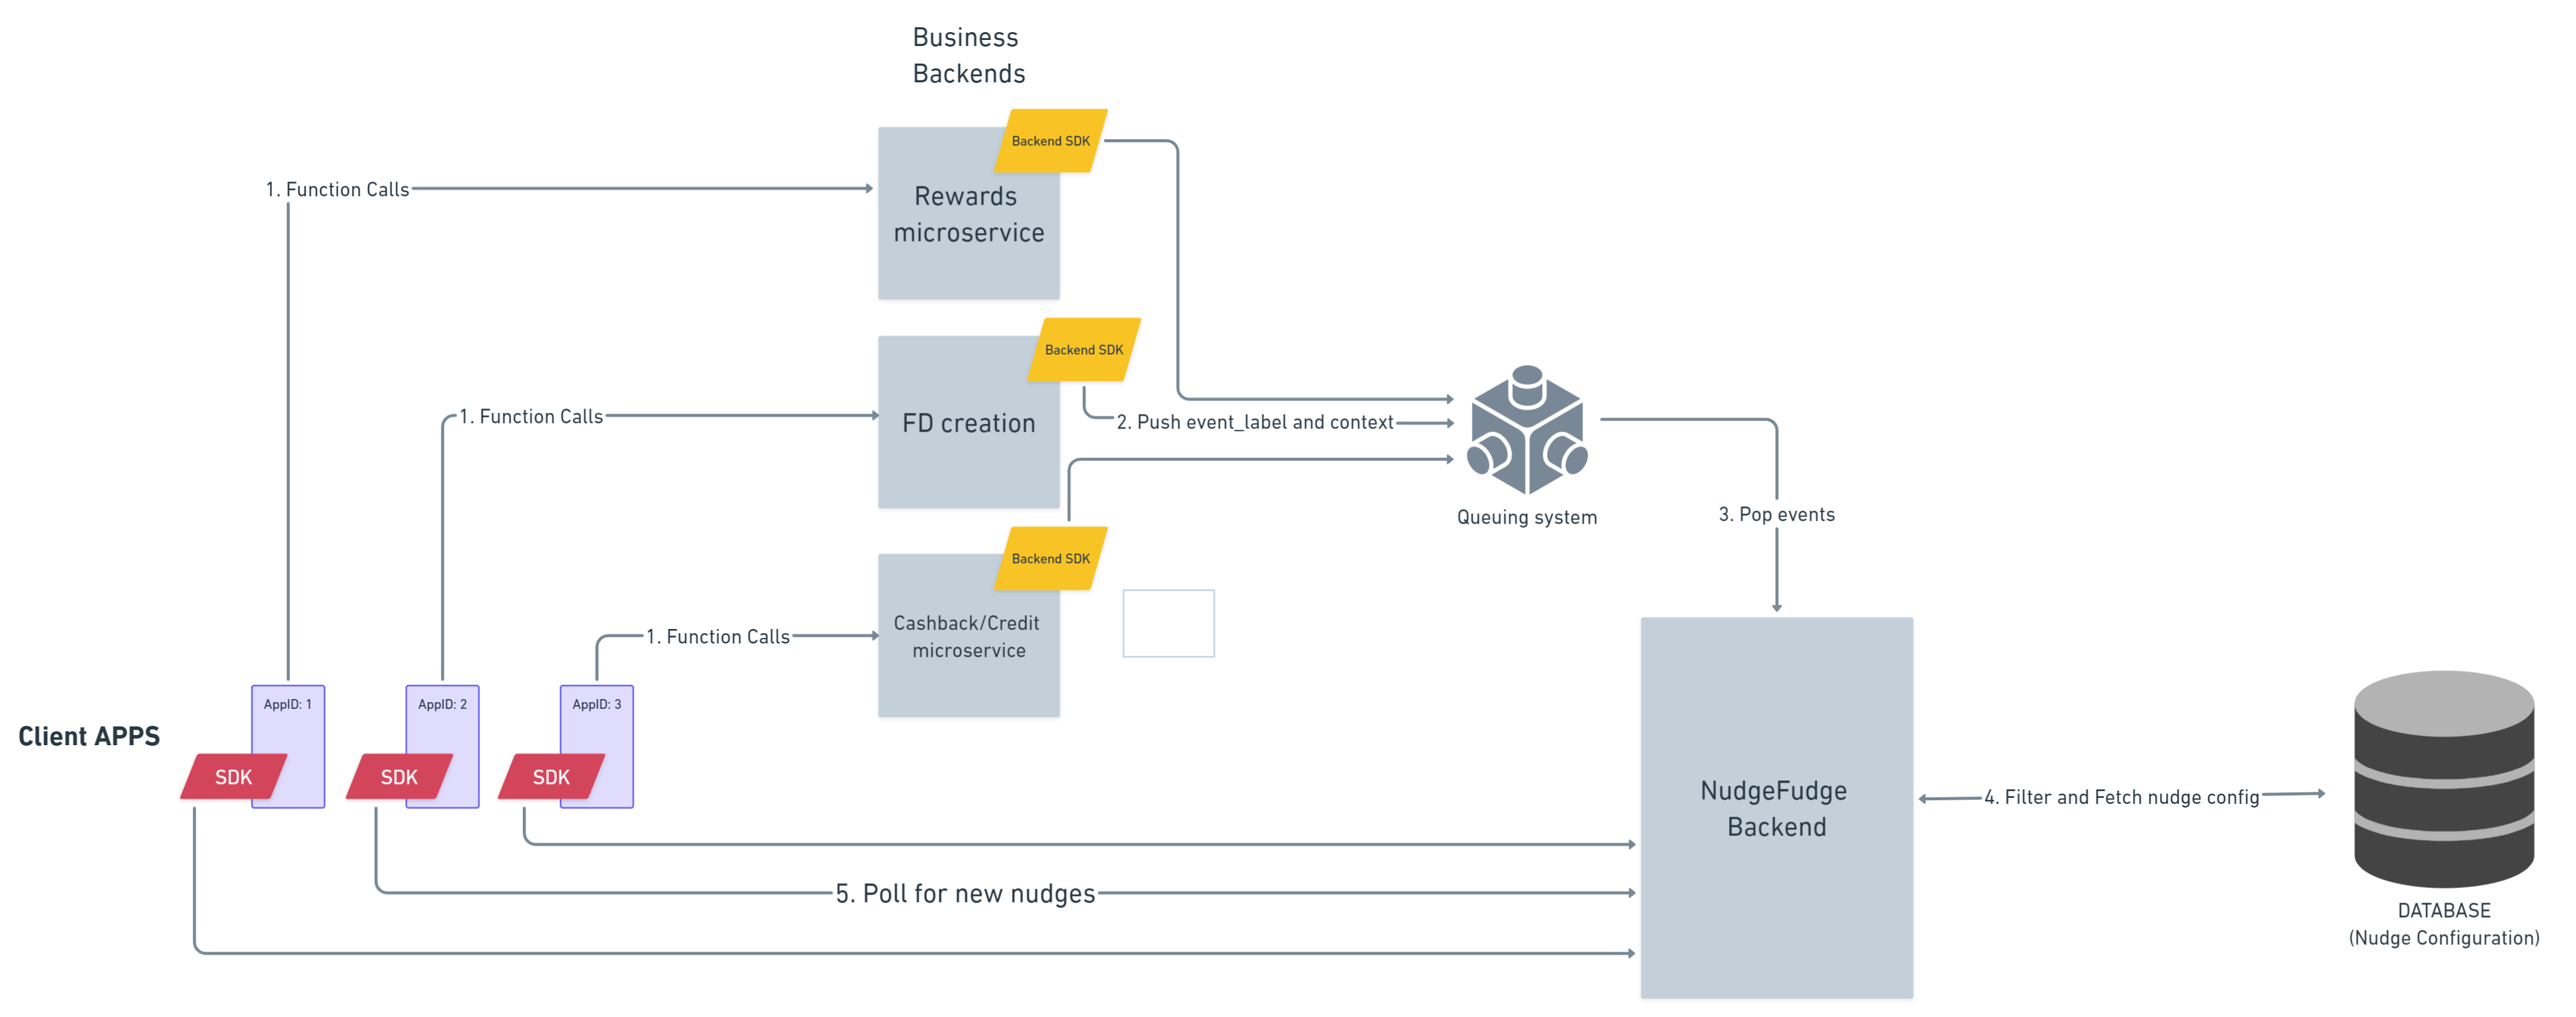 Business
Backends
Backend SDK
1. Function Calls
Rewards
microservice
Backend SDK
1. Function Calls
FD creation
2. Push event_label and context
Queuing system
3. Pop events
Backend SDK
1. Function Calls
Cashback/Credit
microservice
Client APPS
AppID: 1
AppID: 2
AppID: 3
SDK
SDK
SDK
NudgeFudge
Backend
4. Filter and Fetch nudge config
5. Poll for new nudges
DATABASE
(Nudge Configuration)